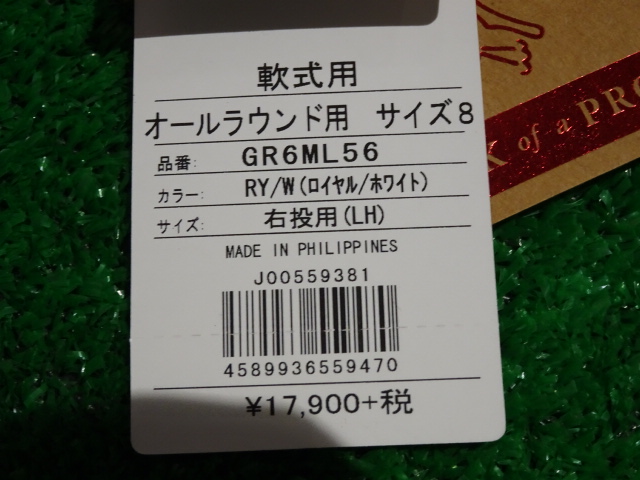 軟式用
オールラウンド用　サイズ8
品番: GR6ML56
カラー: RY/W(ロイヤル/ホワイト)
サイズ: 右投用(LH)
MADE IN PHILIPPINES
J00559381
4589936559470
¥17,900+税
of a